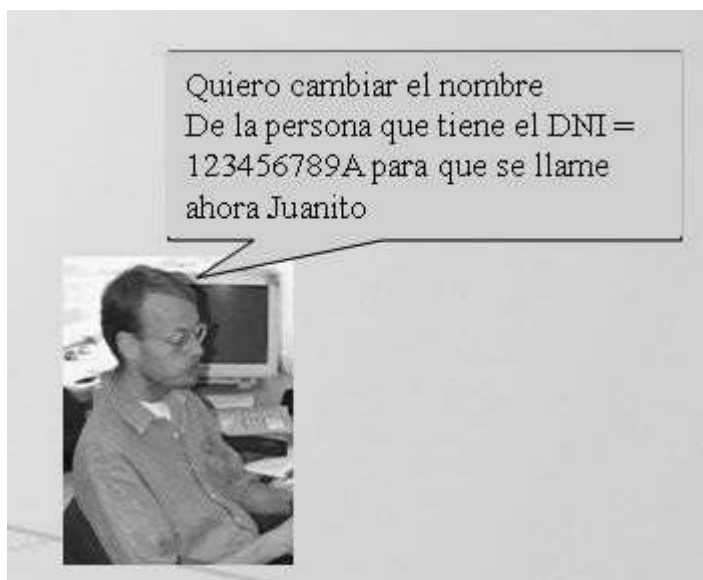 Quiero cambiar el nombre
De la persona que tiene el DNI=
123456789A para que se llame
ahora Juanito